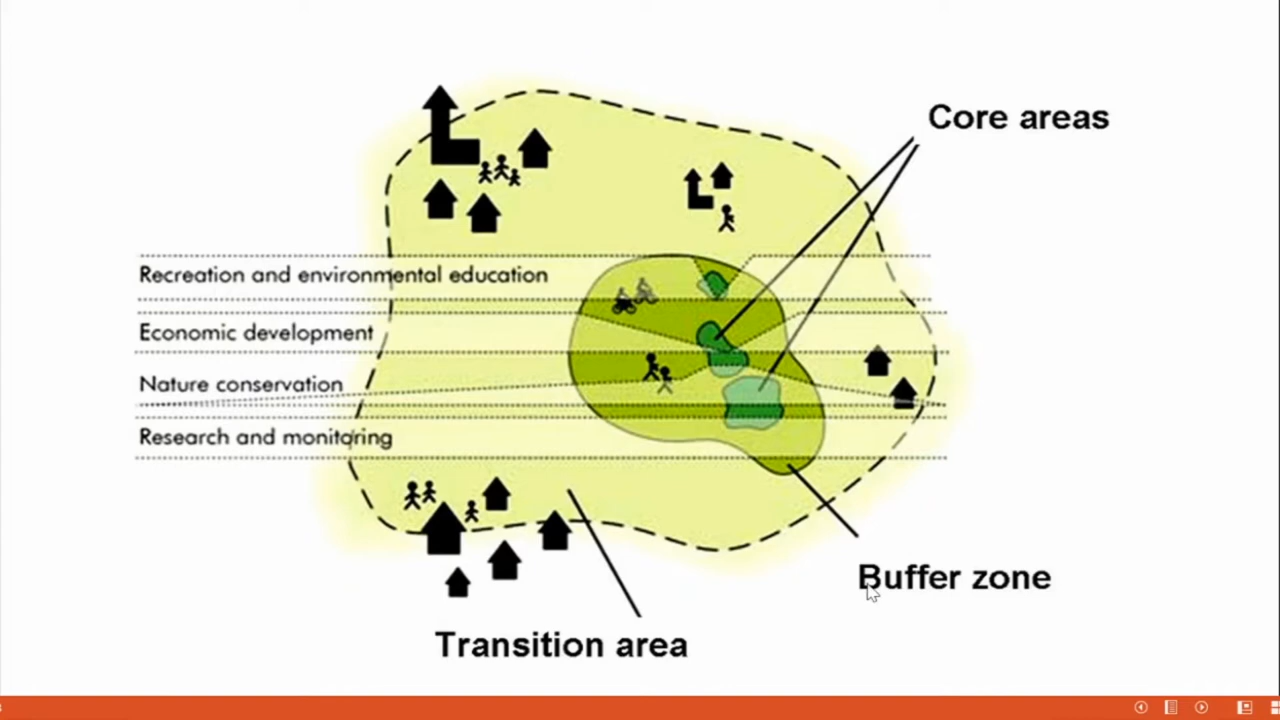 Core areas
Recreation and environmental education
Economic development
Nature conservation
Research and monitoring
Buffer zone
Transition area